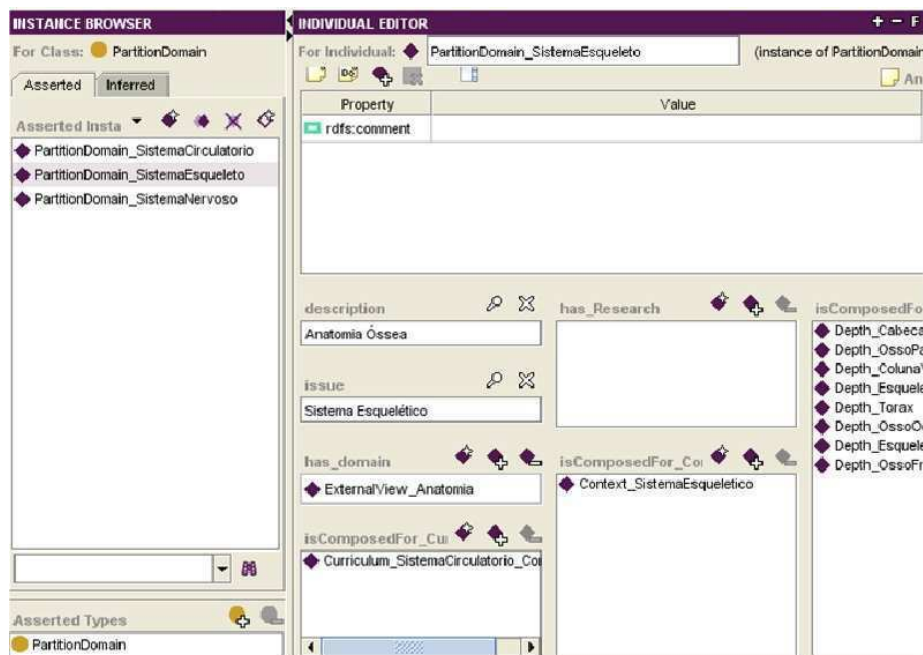 INSTANCE BROWSER
For Class: PartitionDomain
Asserted Inferred
Asserted Insta
PartitionDomain_SistemaCirculatorio
PartitionDomain_SistemaEsqueleto
PartitionDomain_SistemaNervoso
Asserted Types
PartitionDomain
INDIVIDUAL EDITOR + − F
For Individual: PartitionDomain_SistemaEsqueleto (instance of PartitionDomain
An
Property Value
rdfs:comment
description
Anatomia Óssea
issue
Sistema Esquelético
has_domain
ExternalView_Anatomia
isComposedFor_Cu
Curriculum_SistemaCirculatorio_Co
has_Research
isComposedFor_Co
Context_SistemaEsqueletico
isComposedFo
Depth_Cabeca
Depth_OssoPa
Depth_Coluna
Depth_Esquele
Depth_Torax
Depth_OssoO
Depth_Esquele
Depth_OssoFr